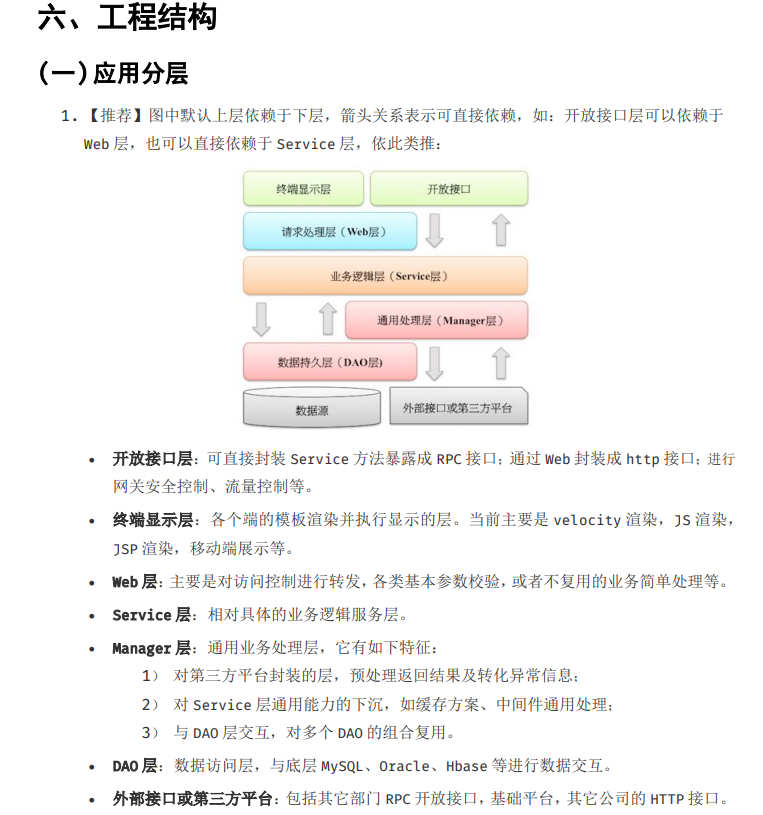 六、工程结构
(一)应用分层
1.【推荐】图中默认上层依赖于下层，箭头关系表示可直接依赖，如：开放接口层可以依赖于
Web 层，也可以直接依赖于 Service 层，依此类推：
终端显示层
开放接口
请求处理层（Web层）
业务逻辑层（Service层）
通用处理层（Manager层）
数据持久层（DAO层)
数据源
外部接口或第三方平台
• 开放接口层：可直接封装 Service 方法暴露成 RPC 接口；通过 Web 封装成 http 接口；进行
网关安全控制、流量控制等。
• 终端显示层：各个端的模板渲染并执行显示的层。当前主要是 velocity 渲染，JS 渲染，
JSP 渲染，移动端展示等。
• Web 层：主要是对访问控制进行转发，各类基本参数校验，或者不复用的业务简单处理等。
• Service 层：相对具体的业务逻辑服务层。
• Manager 层：通用业务处理层，它有如下特征：
1） 对第三方平台封装的层，预处理返回结果及转化异常信息；
2） 对 Service 层通用能力的下沉，如缓存方案、中间件通用处理；
3） 与 DAO 层交互，对多个 DAO 的组合复用。
• DAO 层：数据访问层，与底层 MySQL、Oracle、Hbase 等进行数据交互。
• 外部接口或第三方平台：包括其它部门 RPC 开放接口，基础平台，其它公司的 HTTP 接口。